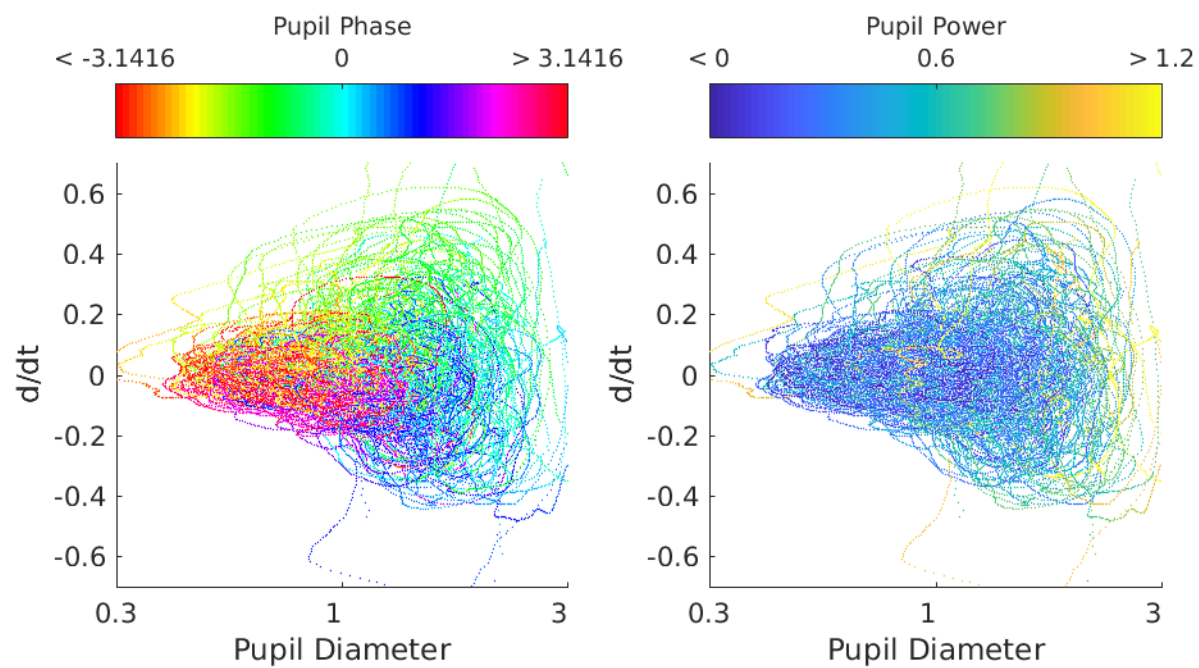 Pupil Phase
< -3.1416 0 > 3.1416
0.6
0.4
0.2
0
-0.2
-0.4
-0.6
d/dt
0.3 1 3
Pupil Diameter
Pupil Power
< 0 0.6 > 1.2
0.6
0.4
0.2
0
-0.2
-0.4
-0.6
d/dt
0.3 1 3
Pupil Diameter